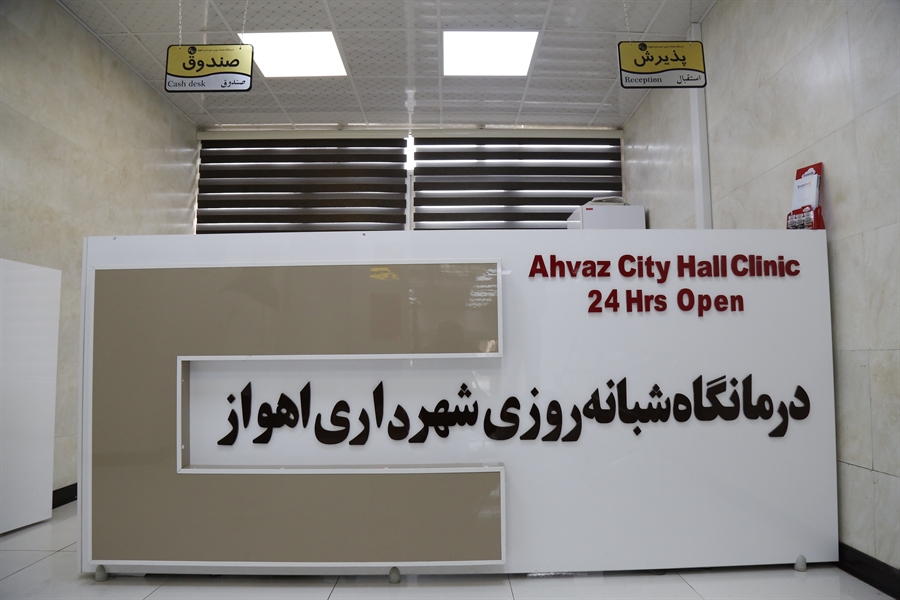 صندوق
Cash desk صندوق
پذیرش
Reception استقبال
Ahvaz City Hall Clinic
24 Hrs Open
درمانگاه شبانه روزی شهرداری اهواز